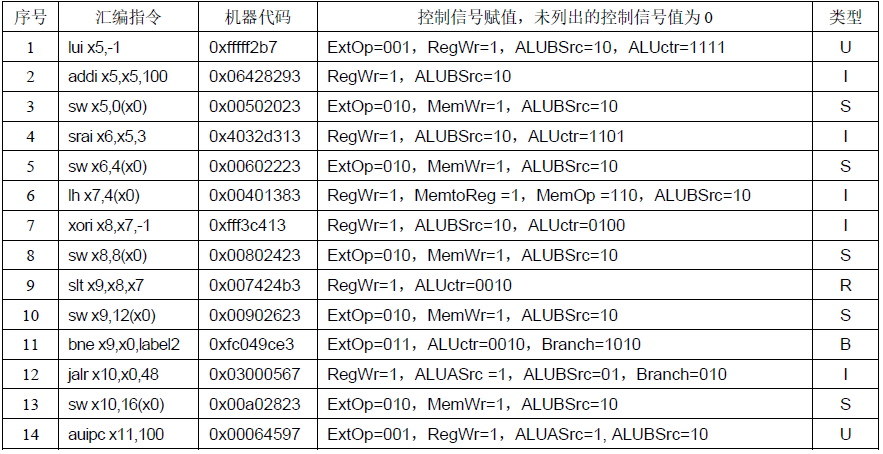 序号 汇编指令 机器代码 控制信号赋值，未列出的控制信号值为 0 类型
1 lui x5,-1 0xfffff2b7 ExtOp=001，RegWr=1，ALUBSrc=10，ALUctr=1111 U
2 addi x5,x5,100 0x06428293 RegWr=1，ALUBSrc=10 I
3 sw x5,0(x0) 0x00502023 ExtOp=010，MemWr=1，ALUBSrc=10 S
4 srai x6,x5,3 0x4032d313 RegWr=1，ALUBSrc=10，ALUctr=1101 I
5 sw x6,4(x0) 0x00602223 ExtOp=010，MemWr=1，ALUBSrc=10 S
6 lh x7,4(x0) 0x00401383 RegWr=1，MemtoReg =1，MemOp =110，ALUBSrc=10 I
7 xori x8,x7,-1 0xfff3c413 RegWr=1，ALUBSrc=10，ALUctr=0100 I
8 sw x8,8(x0) 0x00802423 ExtOp=010，MemWr=1，ALUBSrc=10 S
9 slt x9,x8,x7 0x007424b3 RegWr=1，ALUctr=0010 R
10 sw x9,12(x0) 0x00902623 ExtOp=010，MemWr=1，ALUBSrc=10 S
11 bne x9,x0,label2 0xfc049ce3 ExtOp=011，ALUctr=0010，Branch=1010 B
12 jalr x10,x0,48 0x03000567 RegWr=1，ALUASrc =1，ALUBSrc=01，Branch=010 I
13 sw x10,16(x0) 0x00a02823 ExtOp=010，MemWr=1，ALUBSrc=10 S
14 auipc x11,100 0x00064597 ExtOp=001，RegWr=1，ALUASrc=1, ALUBSrc=10 U